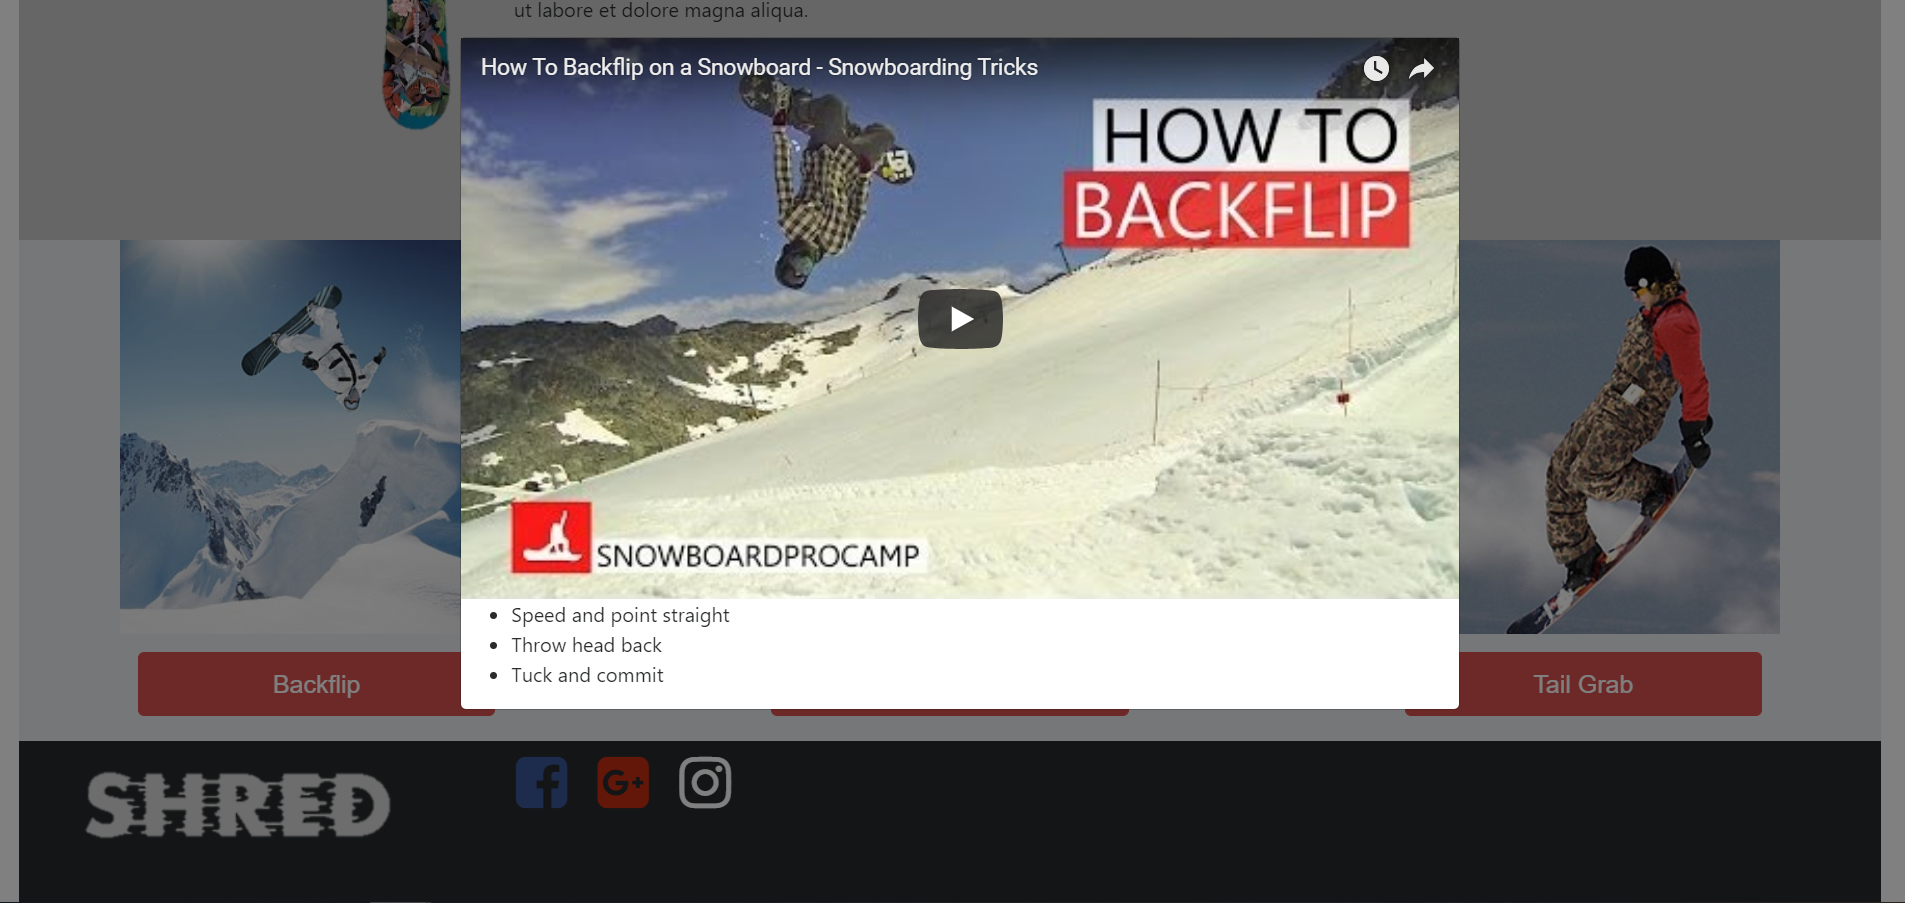 ut labore et dolore magna aliqua.
How To Backflip on a Snowboard - Snowboarding Tricks
HOW TO
BACKFLIP
SNOWBOARDPROCAMP
Speed and point straight
Throw head back
Tuck and commit
Backflip
Tail Grab
SHRED
G+